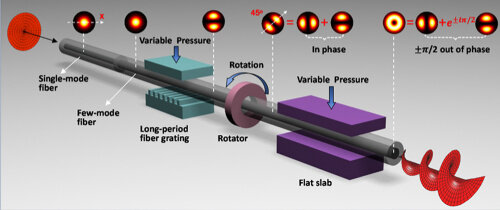 x
45°
=
+
=
+e^{±iπ/2}
In phase
±π/2 out of phase
Variable Pressure
Rotation
Variable Pressure
Single-mode
fiber
Few-mode
fiber
Long-period
fiber grating
Rotator
Flat slab